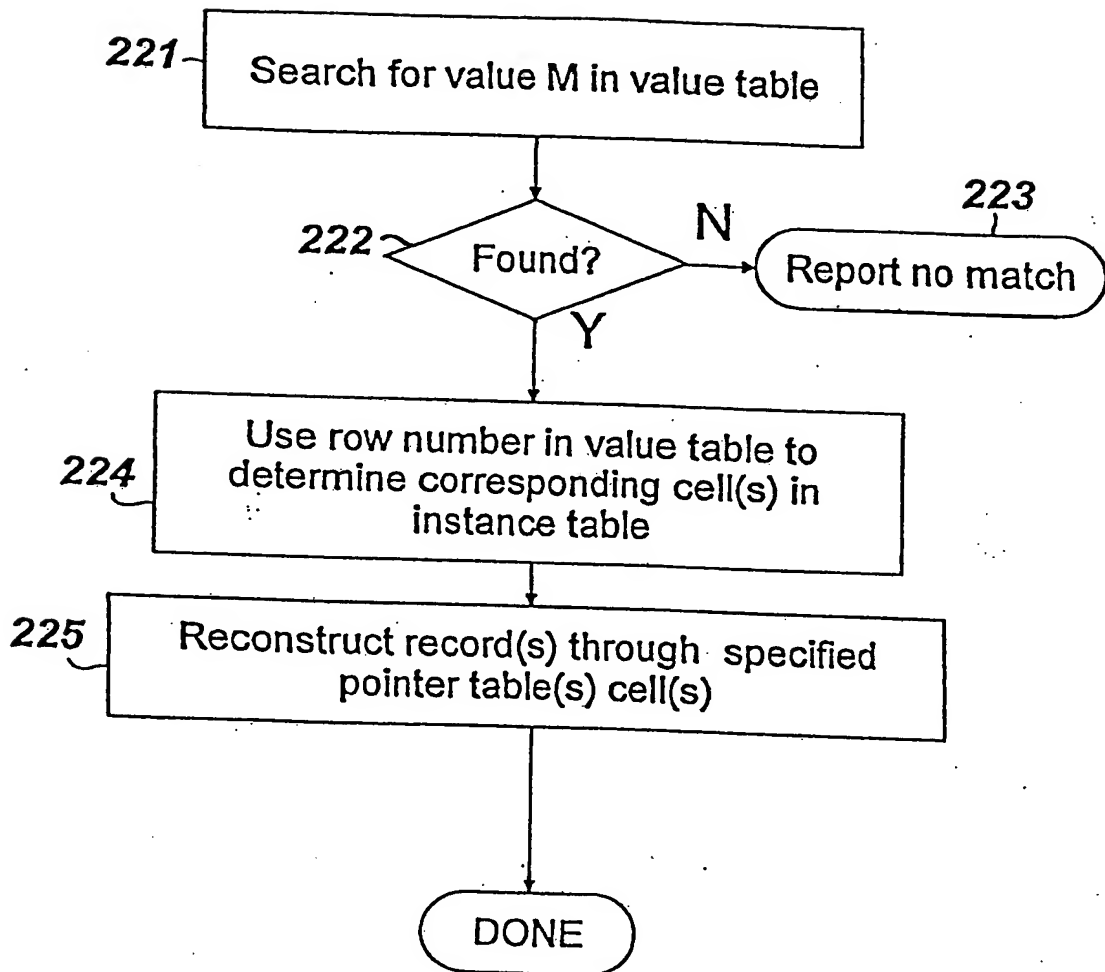 221
Search for value M in value table
222
Found?
N
223
Report no match
Y
224
Use row number in value table to
determine corresponding cell(s) in
instance table
225
Reconstruct record(s) through specified
pointer table(s) cell(s)
DONE